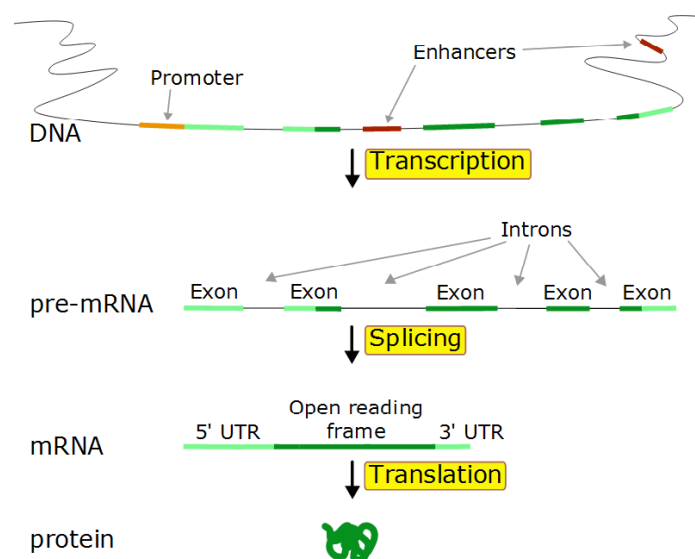 Enhancers
Promoter
DNA
Transcription
Introns
Exon Exon Exon Exon Exon
pre-mRNA
Splicing
Open reading
5' UTR frame 3' UTR
mRNA
Translation
protein